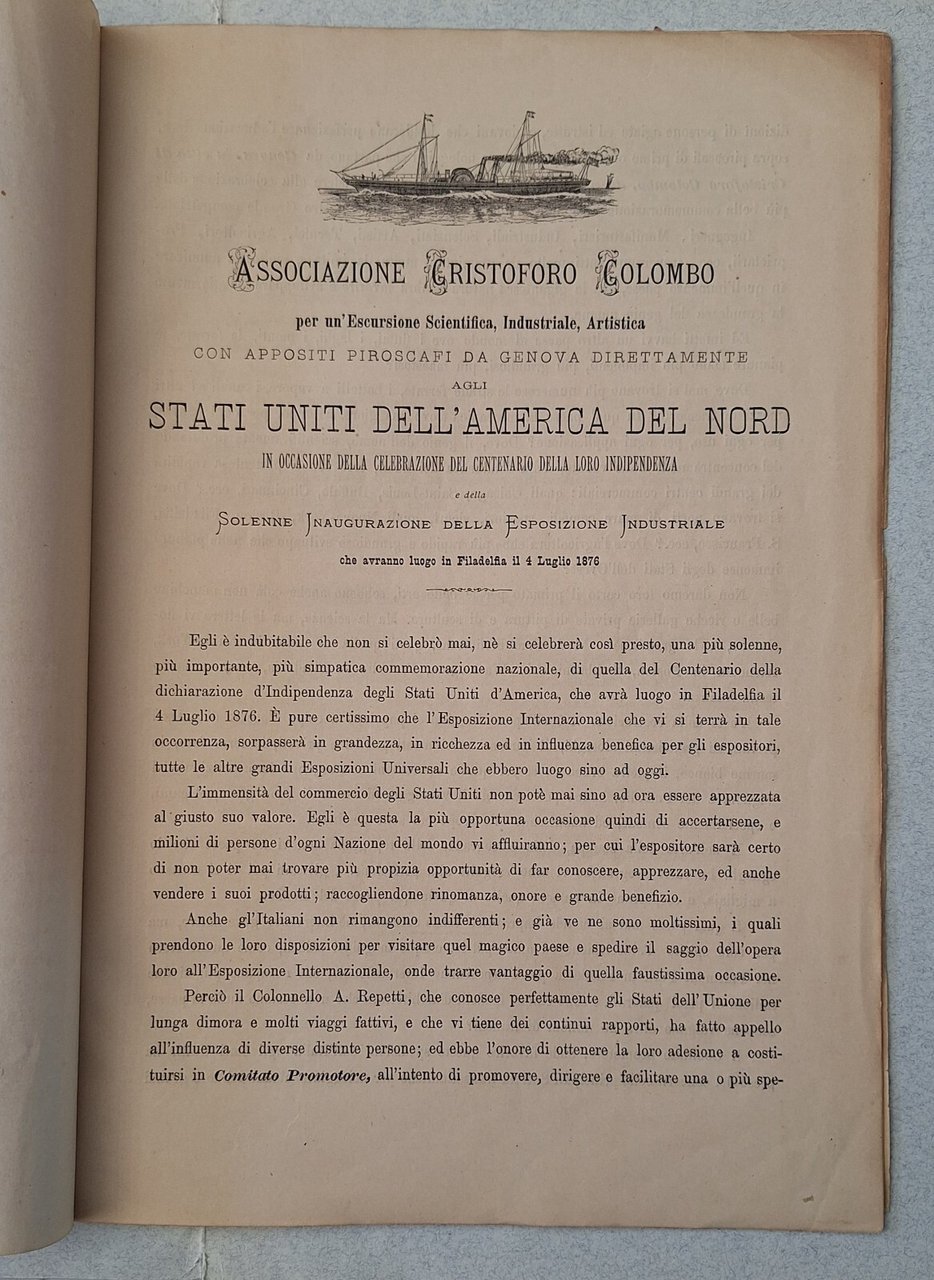 Associazione Cristoforo Colombo
per un'Escursione Scientifica, Industriale, Artistica
CON APPOSITI PIROSCAFI DA GENOVA DIRETTAMENTE
AGLI
STATI UNITI DELL'AMERICA DEL NORD
IN OCCASIONE DELLA CELEBRAZIONE DEL CENTENARIO DELLA LORO INDIPENDENZA
e della
Solenne Inaugurazione della Esposizione Industriale
che avranno luogo in Filadelfia il 4 Luglio 1876
Egli è indubitabile che non si celebrò mai, nè si celebrerà così presto, una più solenne,
più importante, più simpatica commemorazione nazionale, di quella del Centenario della
dichiarazione d'Indipendenza degli Stati Uniti d'America, che avrà luogo in Filadelfia il
4 Luglio 1876. È pure certissimo che l'Esposizione Internazionale che vi si terrà in tale
occorrenza, sorpasserà in grandezza, in ricchezza ed in influenza benefica per gli espositori,
tutte le altre grandi Esposizioni Universali che ebbero luogo sino ad oggi.
L'immensità del commercio degli Stati Uniti non potè mai sino ad ora essere apprezzata
al giusto suo valore. Egli è questa la più opportuna occasione quindi di accertarsene, e
milioni di persone d'ogni Nazione del mondo vi affluiranno; per cui l'espositore sarà certo
di non poter mai trovare più propizia opportunità di far conoscere, apprezzare, ed anche
vendere i suoi prodotti; raccogliendone rinomanza, onore e grande benefizio.
Anche gl'Italiani non rimangono indifferenti; e già ve ne sono moltissimi, i quali
prendono le loro disposizioni per visitare quel magico paese e spedire il saggio dell'opera
loro all'Esposizione Internazionale, onde trarre vantaggio di quella faustissima occasione.
Perciò il Colonnello A. Repetti, che conosce perfettamente gli Stati dell'Unione per
lunga dimora e molti viaggi fattivi, e che vi tiene dei continui rapporti, ha fatto appello
all'influenza di diverse distinte persone; ed ebbe l'onore di ottenere la loro adesione a costi-
tuirsi in Comitato Promotore, all'intento di promovere, dirigere e facilitare una o più spe-